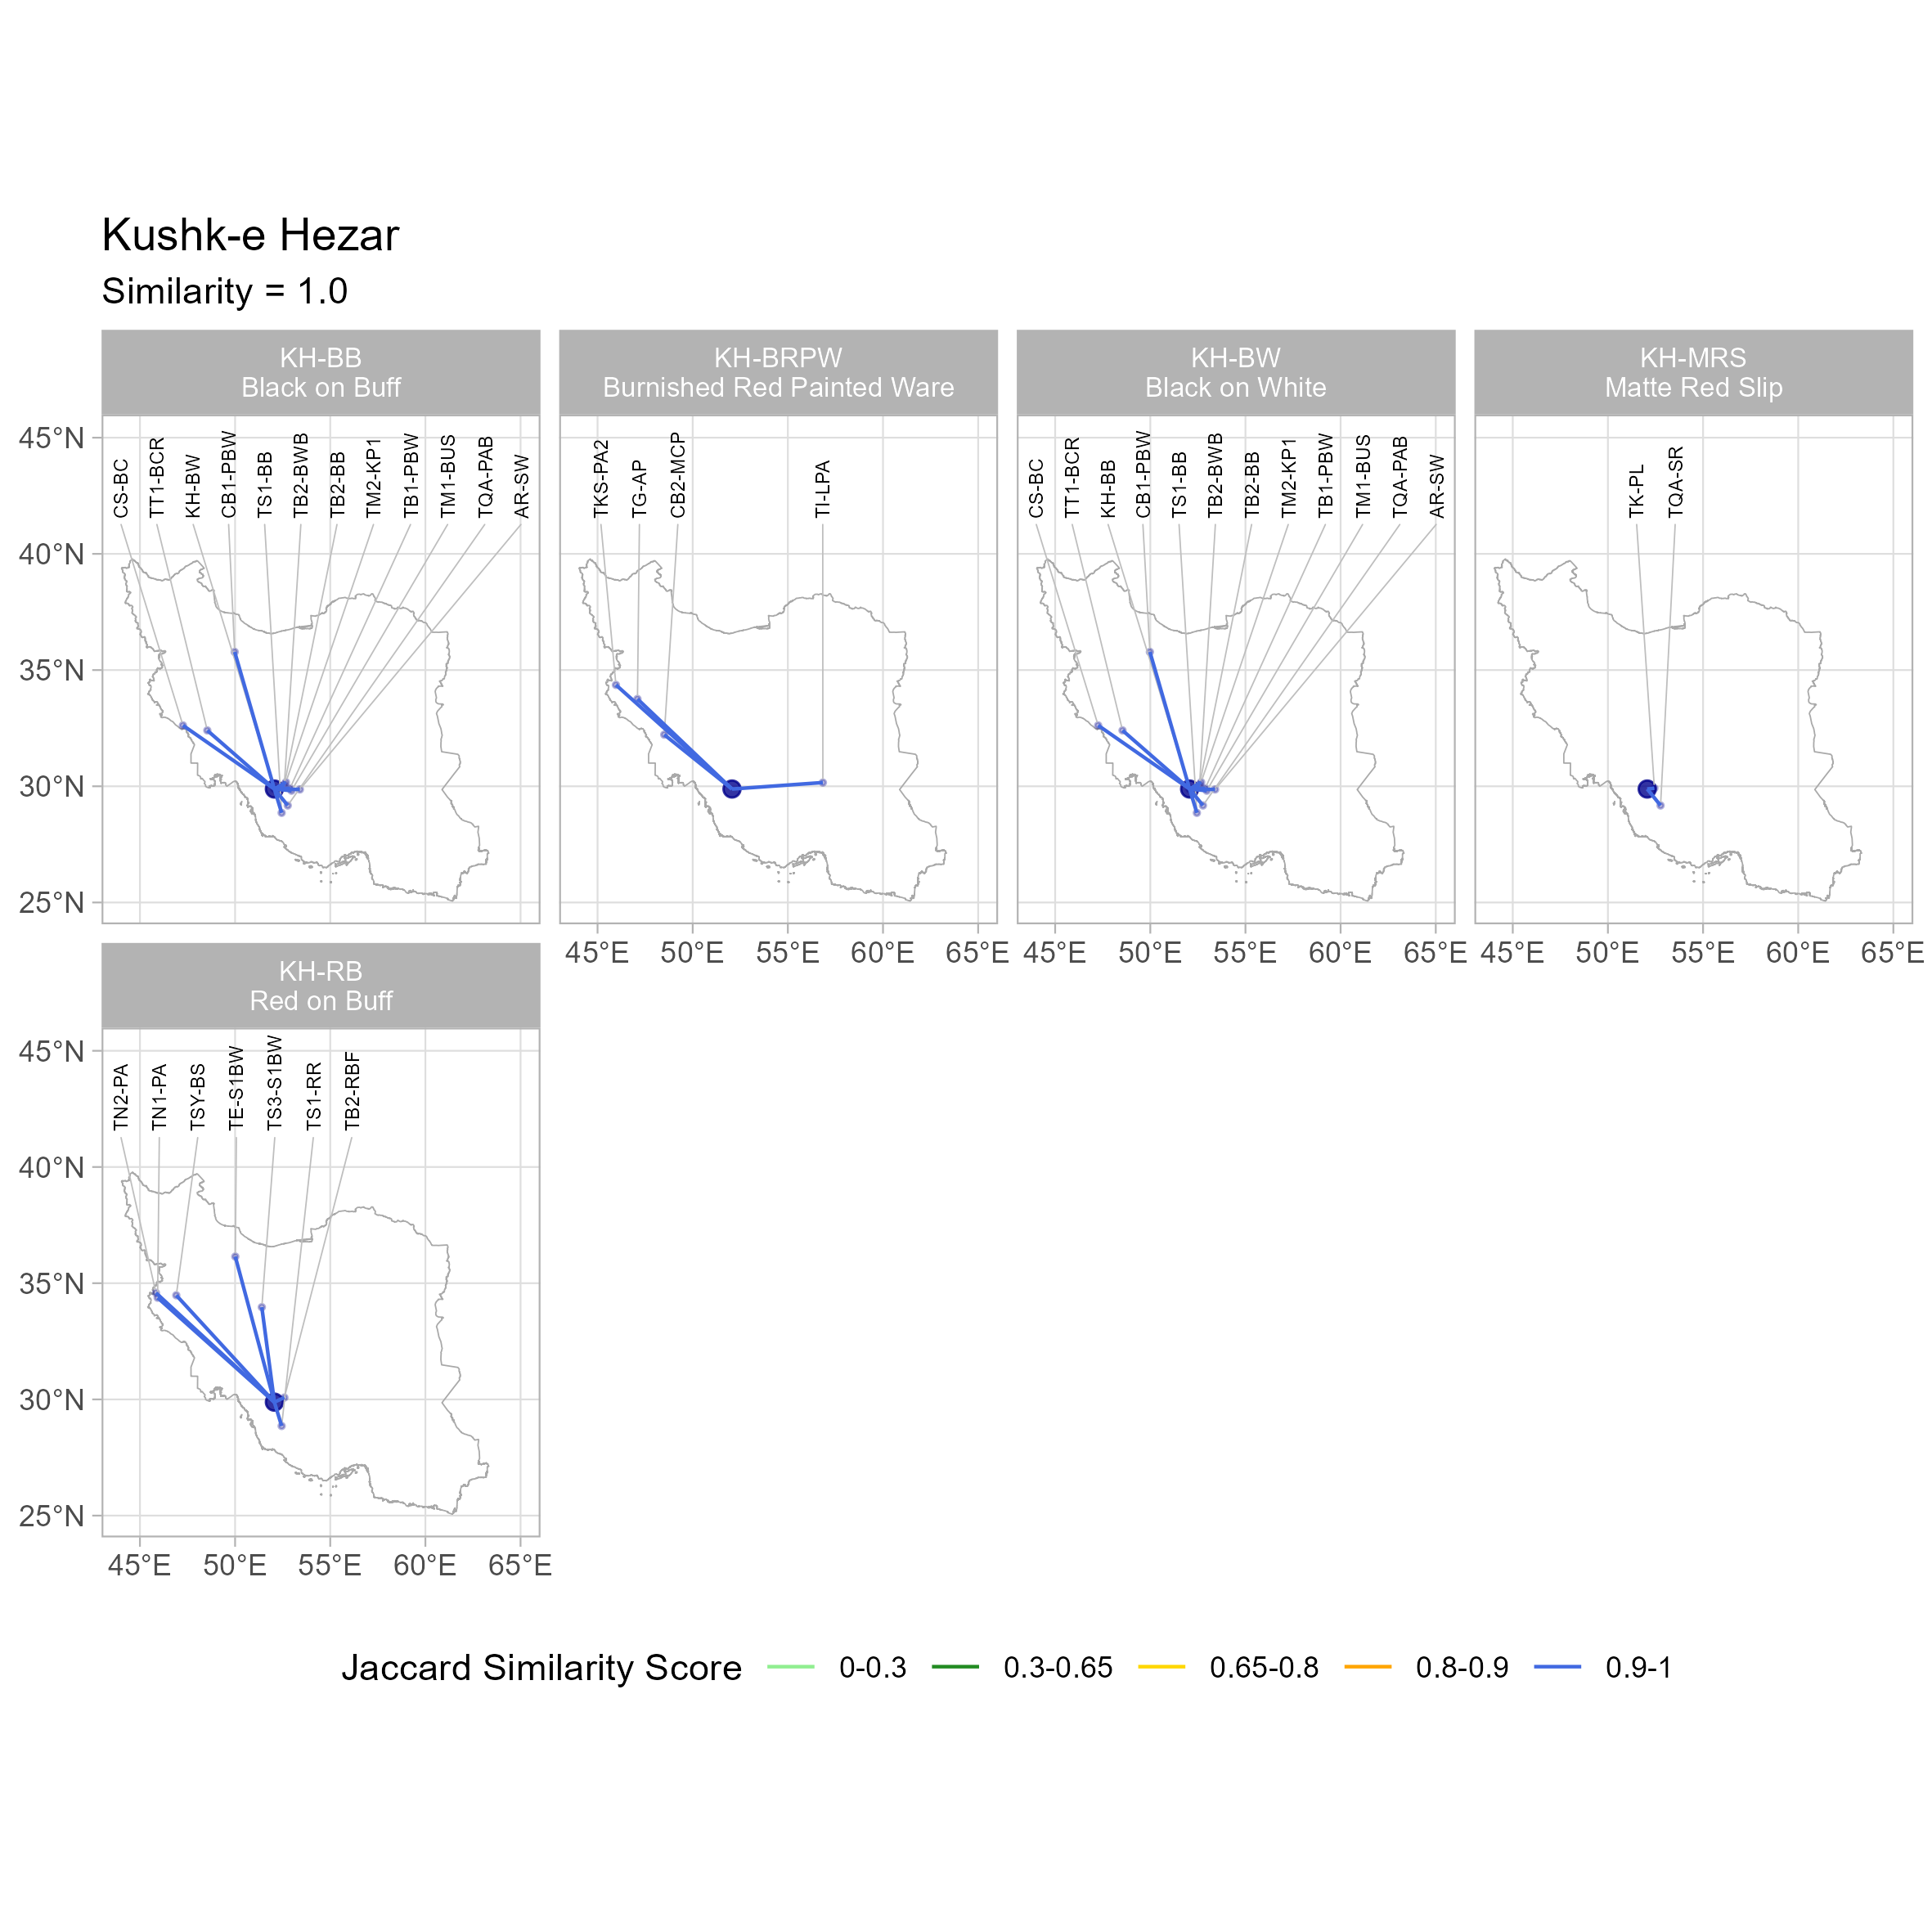 Kushk-e Hezar
Similarity = 1.0
KH-BB
Black on Buff
KH-BRPW
Burnished Red Painted Ware
KH-BW
Black on White
KH-MRS
Matte Red Slip
45°N
40°N
35°N
30°N
25°N
CS-BC
TT1-BCR
KH-BW
CB1-PBW
TS1-BB
TB2-BWB
TB2-BB
TM2-KP1
TB1-PBW
TM1-BUS
TQA-PAB
AR-SW
TKS-PA2
TG-AP
CB2-MCP
TI-LPA
CS-BC
TT1-BCR
KH-BB
CB1-PBW
TS1-BB
TB2-BWB
TB2-BB
TM2-KP1
TB1-PBW
TM1-BUS
TQA-PAB
AR-SW
TK-PL
TQA-SR
45°E 50°E 55°E 60°E 65°E
45°E 50°E 55°E 60°E 65°E
45°E 50°E 55°E 60°E 65°E
KH-RB
Red on Buff
45°N
40°N
35°N
30°N
25°N
TN2-PA
TN1-PA
TSY-BS
TE-S1BW
TS3-S1BW
TS1-RR
TB2-RBF
45°E 50°E 55°E 60°E 65°E
Jaccard Similarity Score 0-0.3 0.3-0.65 0.65-0.8 0.8-0.9 0.9-1